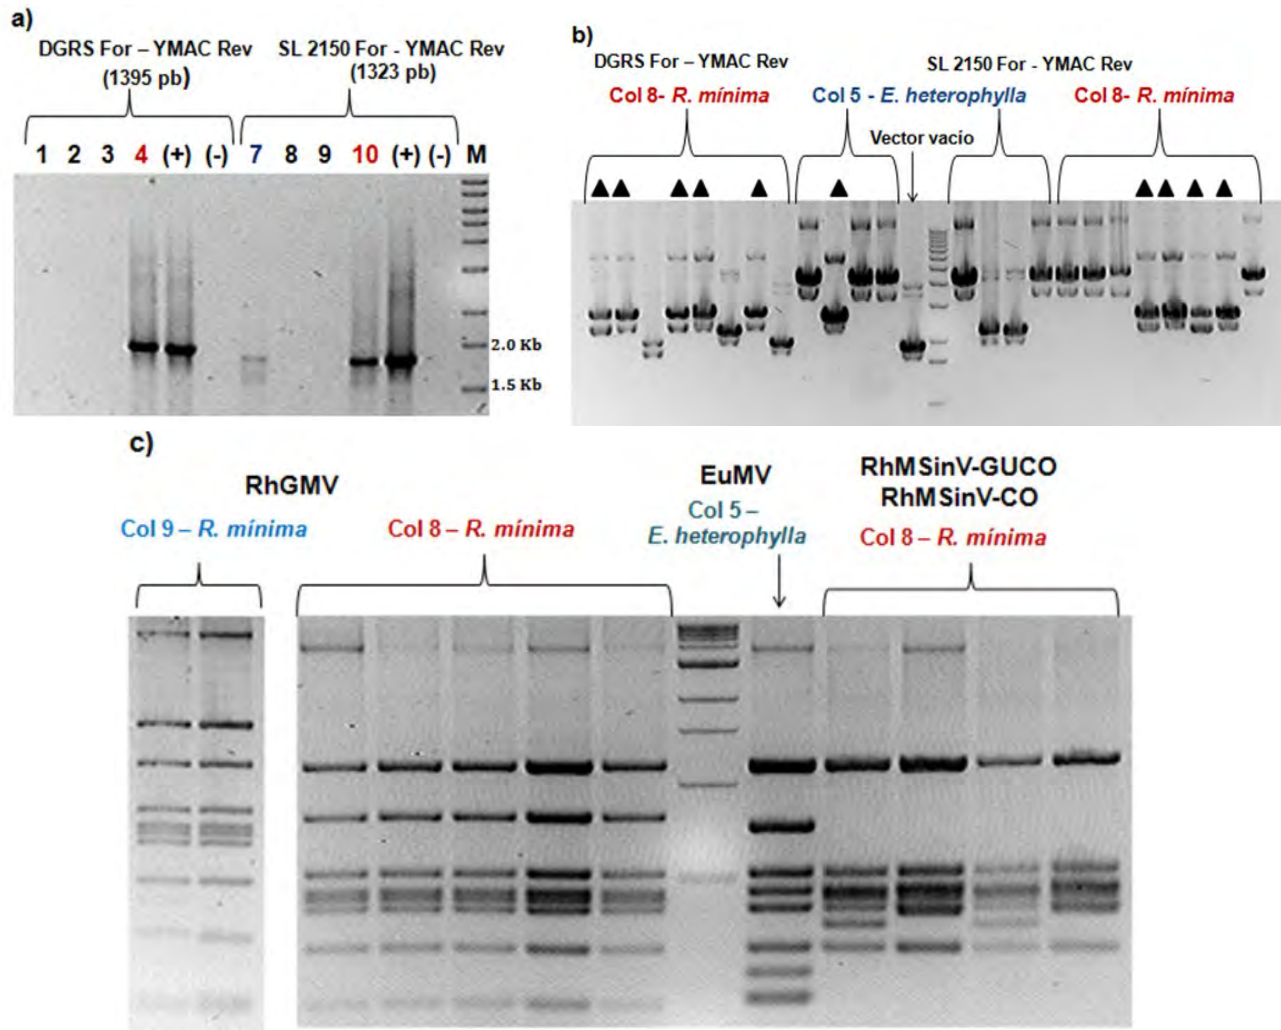 a)
DGRS For – YMAC Rev
(1395 pb)
SL 2150 For - YMAC Rev
(1323 pb)
1 2 3 4 (+) (-) 7 8 9 10 (+) (-) M
2.0 Kb
1.5 Kb
b)
DGRS For – YMAC Rev
SL 2150 For - YMAC Rev
Col 8- R. mínima
Col 5 - E. heterophylla
Col 8- R. mínima
Vector vacio
c)
RhGMV
EuMV
RhMSinV-GUCO
RhMSinV-CO
Col 9 – R. mínima
Col 8 – R. mínima
Col 5 –
E. heterophylla
Col 8 – R. mínima